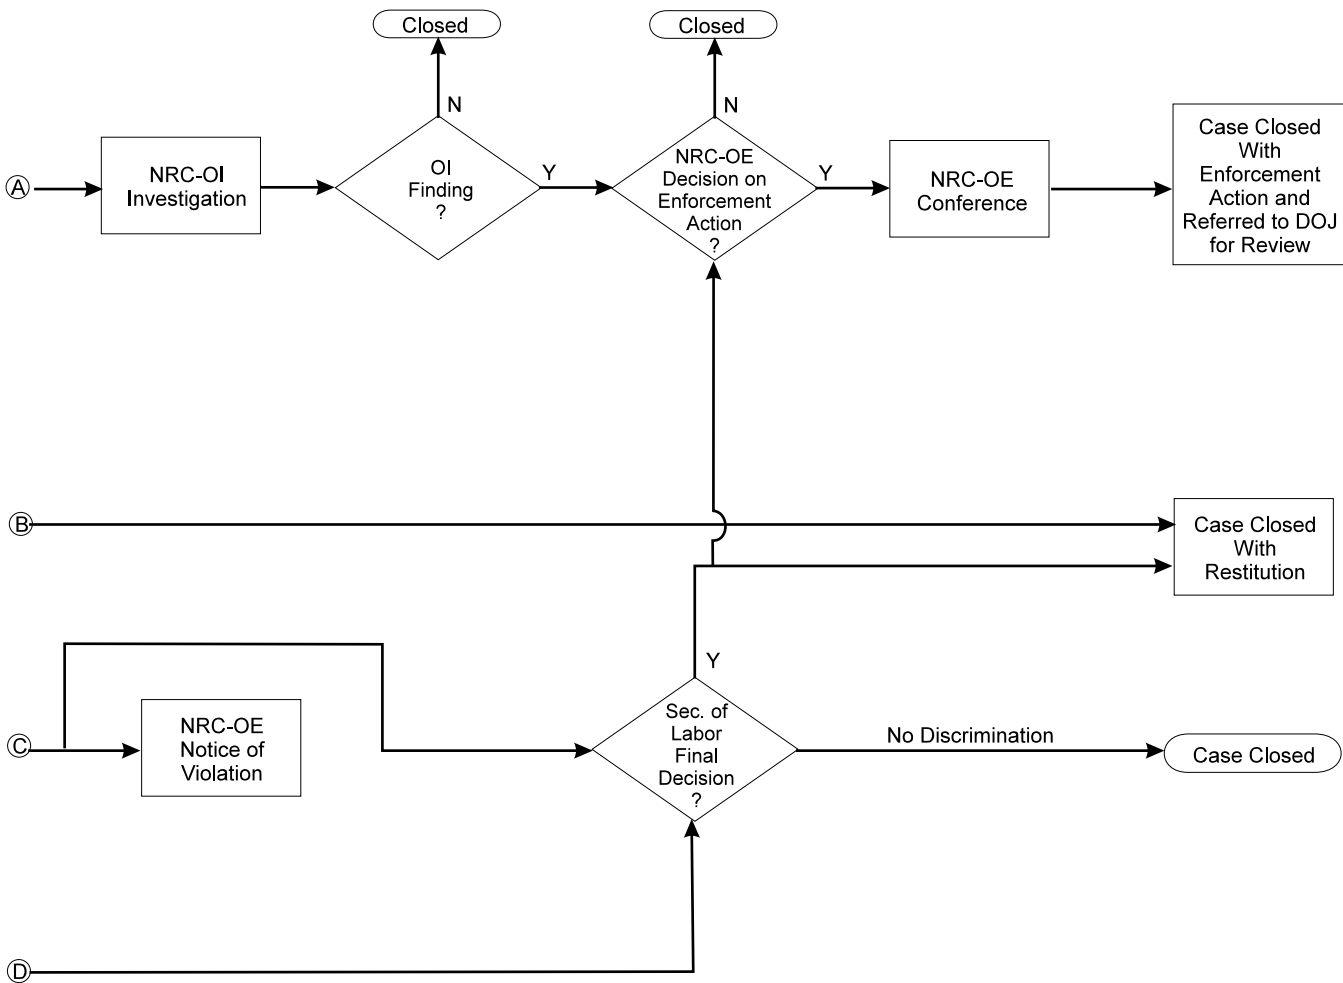 Closed
Closed
N
N
A
NRC-OI
Investigation
OI
Finding
?
Y
NRC-OE
Decision on
Enforcement
Action
?
Y
NRC-OE
Conference
Case Closed
With
Enforcement
Action and
Referred to DOJ
for Review
B
Case Closed
With
Restitution
Y
C
NRC-OE
Notice of
Violation
Sec. of
Labor
Final
Decision
?
No Discrimination
Case Closed
D